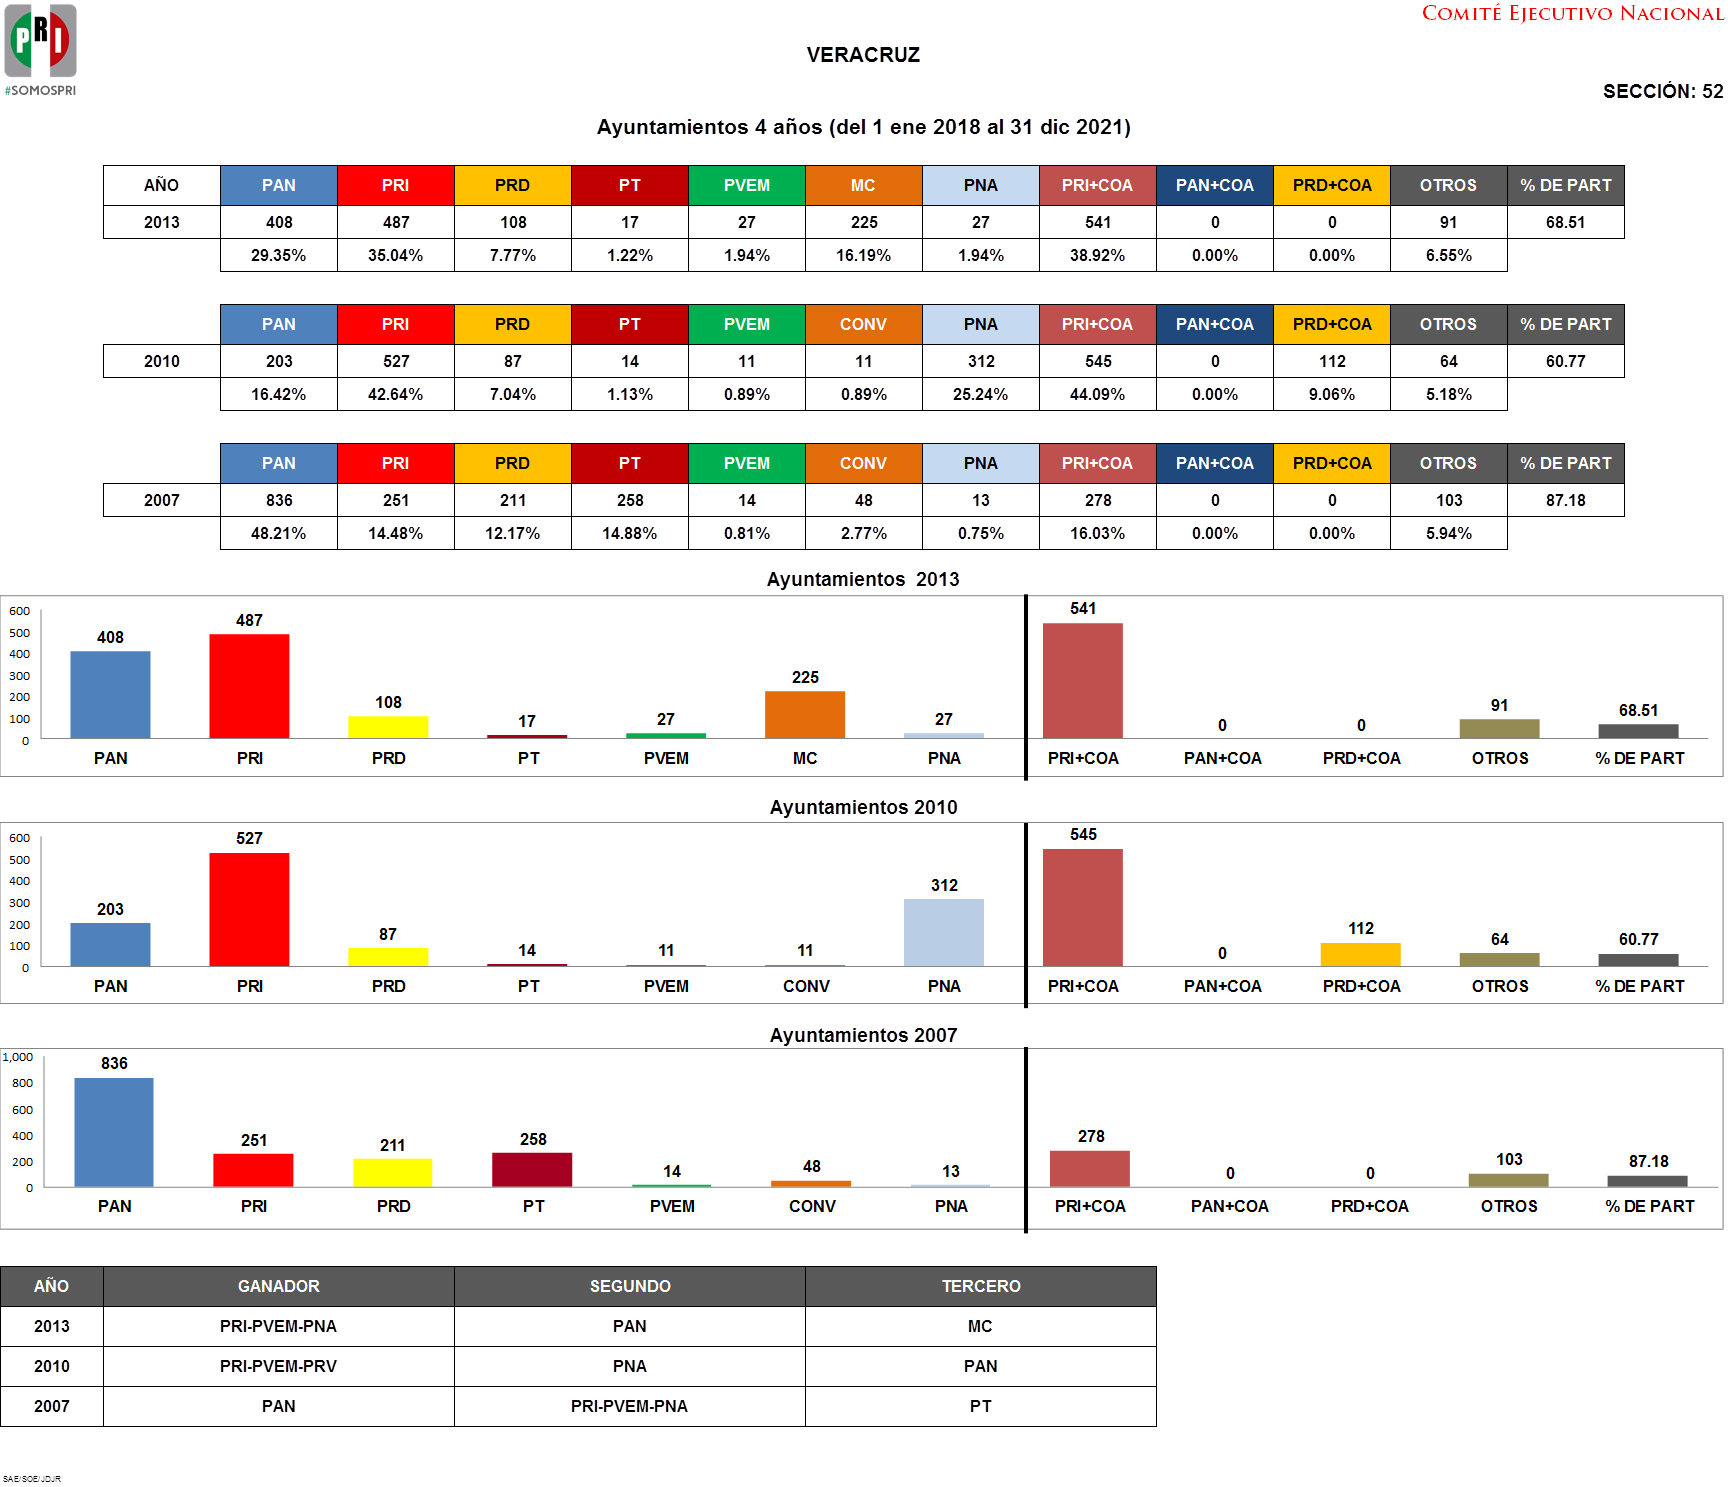 PRI
#SOMOSPRI
COMITÉ EJECUTIVO NACIONAL
VERACRUZ
SECCIÓN: 52
Ayuntamientos 4 años (del 1 ene 2018 al 31 dic 2021)
AÑO PAN PRI PRD PT PVEM MC PNA PRI+COA PAN+COA PRD+COA OTROS % DE PART
2013 408 487 108 17 27 225 27 541 0 0 91 68.51
29.35% 35.04% 7.77% 1.22% 1.94% 16.19% 1.94% 38.92% 0.00% 0.00% 6.55%
PAN PRI PRD PT PVEM CONV PNA PRI+COA PAN+COA PRD+COA OTROS % DE PART
2010 203 527 87 14 11 11 312 545 0 112 64 60.77
16.42% 42.64% 7.04% 1.13% 0.89% 0.89% 25.24% 44.09% 0.00% 9.06% 5.18%
PAN PRI PRD PT PVEM CONV PNA PRI+COA PAN+COA PRD+COA OTROS % DE PART
2007 836 251 211 258 14 48 13 278 0 0 103 87.18
48.21% 14.48% 12.17% 14.88% 0.81% 2.77% 0.75% 16.03% 0.00% 0.00% 5.94%
Ayuntamientos 2013
600
500
400
300
200
100
0
408 487 108 17 27 225 27 541 0 0 91 68.51
PAN PRI PRD PT PVEM MC PNA PRI+COA PAN+COA PRD+COA OTROS % DE PART
Ayuntamientos 2010
600
500
400
300
200
100
0
203 527 87 14 11 11 312 545 0 112 64 60.77
PAN PRI PRD PT PVEM CONV PNA PRI+COA PAN+COA PRD+COA OTROS % DE PART
Ayuntamientos 2007
1,000
800
600
400
200
0
836 251 211 258 14 48 13 278 0 0 103 87.18
PAN PRI PRD PT PVEM CONV PNA PRI+COA PAN+COA PRD+COA OTROS % DE PART
AÑO GANADOR SEGUNDO TERCERO
2013 PRI-PVEM-PNA PAN MC
2010 PRI-PVEM-PRV PNA PAN
2007 PAN PRI-PVEM-PNA PT
SAE/SOE/JDJR